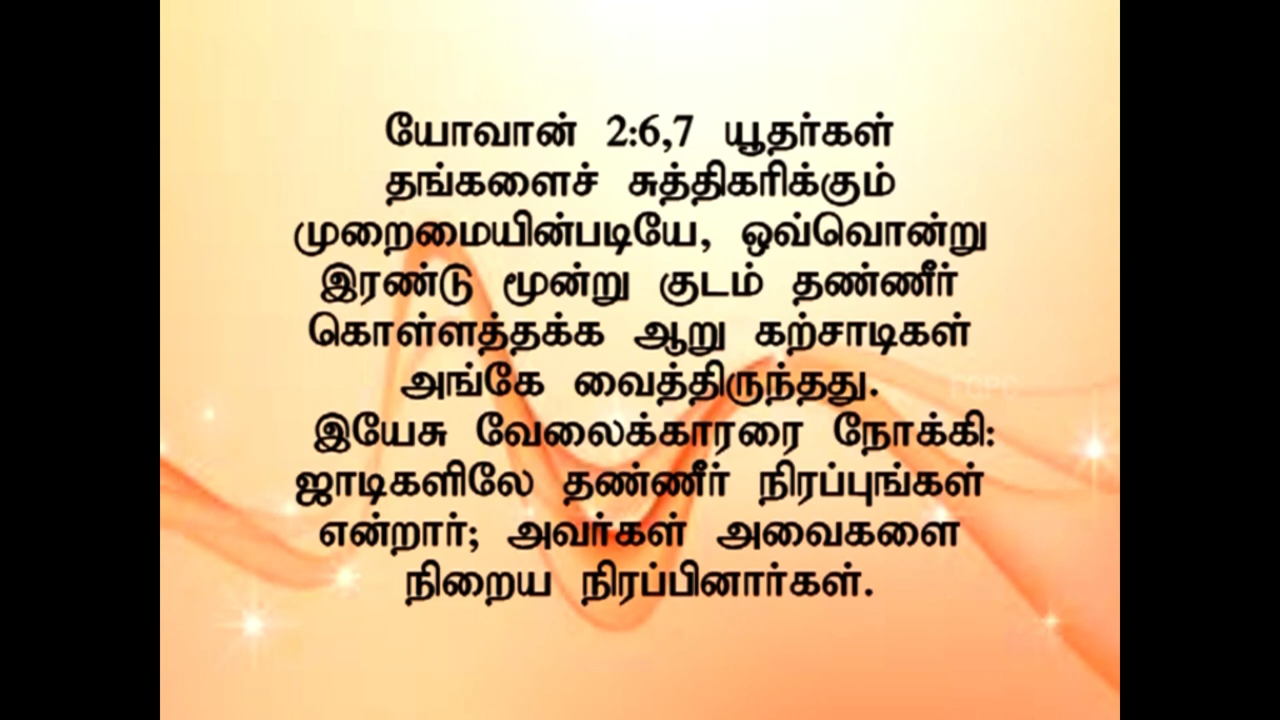 யோவான் 2:6,7 யூதர்கள்
தங்களைச் சுத்திகரிக்கும்
முறைமையின்படியே, ஒவ்வொன்று
இரண்டு மூன்று குடம் தண்ணீர்
கொள்ளத்தக்க ஆறு கற்சாடிகள்
அங்கே வைத்திருந்தது.
FGPC
இயேசு வேலைக்காரரை நோக்கி:
ஜாடிகளிலே தண்ணீர் நிரப்புங்கள்
என்றார்; அவர்கள் அவைகளை
நிறைய நிரப்பினார்கள்.